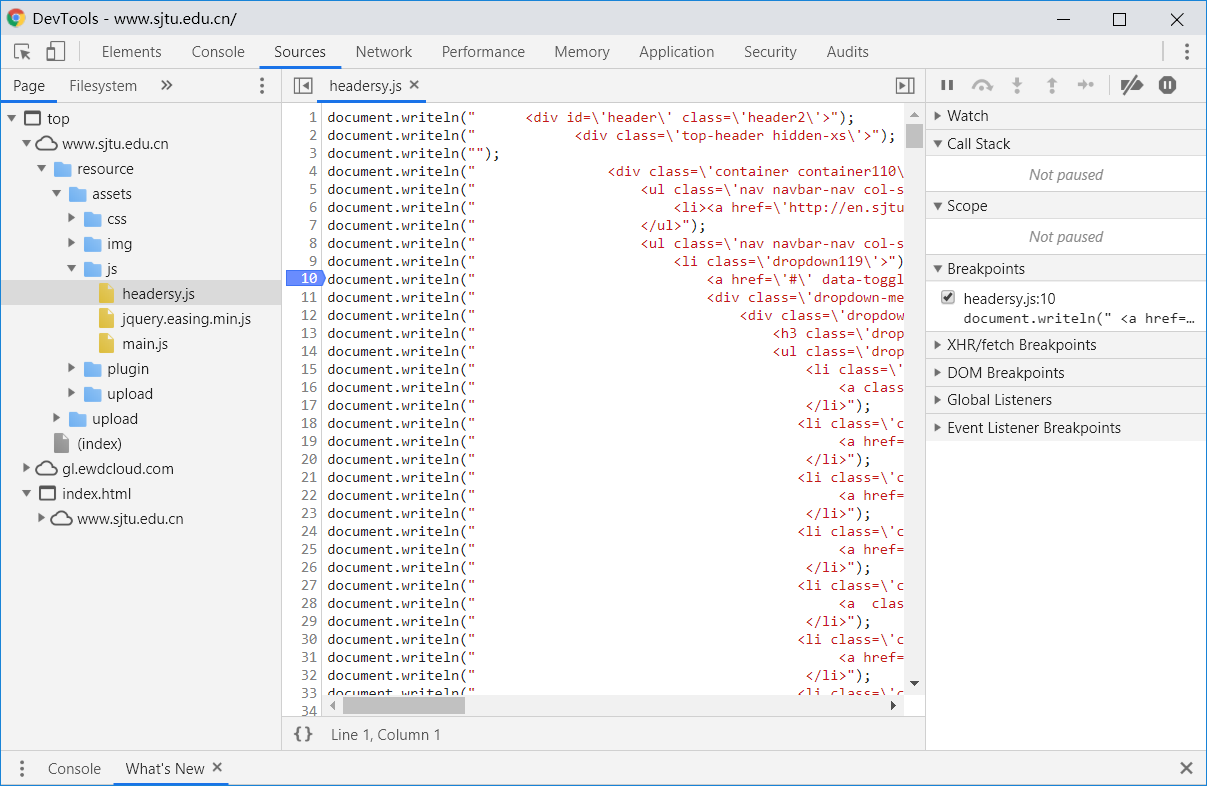 DevTools - www.sjtu.edu.cn/
Elements Console Sources Network Performance Memory Application Security Audits
Page Filesystem »
headersy.js ×
top
www.sjtu.edu.cn
resource
assets
css
img
js
headersy.js
jquery.easing.min.js
main.js
plugin
upload
upload
(index)
gl.ewdcloud.com
index.html
www.sjtu.edu.cn
1 document.writeln(" <div id=\'header\' class=\'header2\'>");
2 document.writeln(" <div class=\'top-header hidden-xs\'>");
3 document.writeln("");
4 document.writeln(" <div class=\'container container110\
5 document.writeln(" <ul class=\'nav navbar-nav col-s
6 document.writeln(" <li><a href=\'http://en.sjtu
7 document.writeln(" </ul>");
8 document.writeln(" <ul class=\'nav navbar-nav col-s
9 document.writeln(" <li class=\'dropdown119\'>")
10 document.writeln(" <a href=\'#\' data-toggl
11 document.writeln(" <div class=\'dropdown-me
12 document.writeln(" <div class=\'dropdow
13 document.writeln(" <h3 class=\'drop
14 document.writeln(" <ul class=\'drop
15 document.writeln(" <li class=\'
16 document.writeln(" <a class
17 document.writeln(" </li>");
18 document.writeln(" <li class=\'c
19 document.writeln(" <a href=
20 document.writeln(" </li>");
21 document.writeln(" <li class=\'c
22 document.writeln(" <a href=
23 document.writeln(" </li>");
24 document.writeln(" <li class=\'c
25 document.writeln(" <a href=
26 document.writeln(" </li>");
27 document.writeln(" <li class=\'c
28 document.writeln(" <a clas
29 document.writeln(" </li>");
30 document.writeln(" <li class=\'c
31 document.writeln(" <a href=
32 document.writeln(" </li>");
33 document.writeln(" <li class=\'c
34
{} Line 1, Column 1
Watch
Call Stack
Not paused
Scope
Not paused
Breakpoints
headersy.js:10
document.writeln(" <a href=…
XHR/fetch Breakpoints
DOM Breakpoints
Global Listeners
Event Listener Breakpoints
Console What's New ×